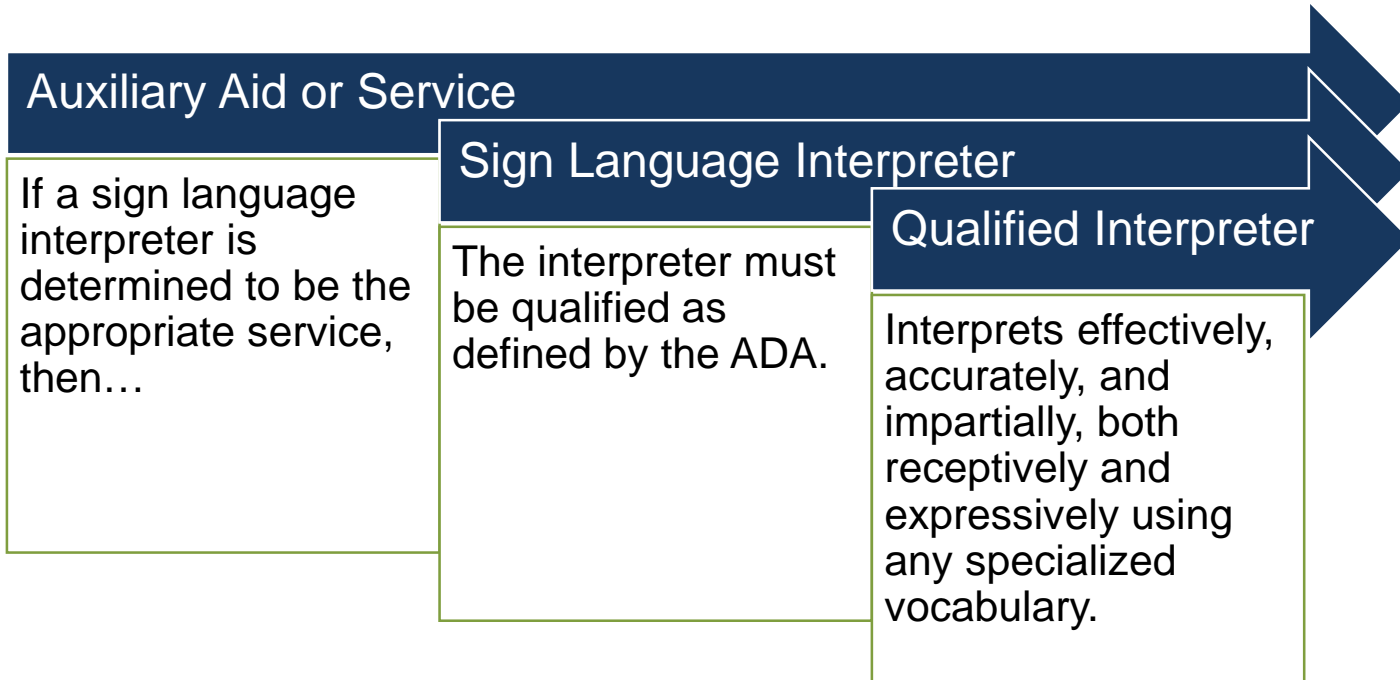 Auxiliary Aid or Service
If a sign language
interpreter is
determined to be the
appropriate service,
then…
Sign Language Interpreter
The interpreter must
be qualified as
defined by the ADA.
Qualified Interpreter
Interprets effectively,
accurately, and
impartially, both
receptively and
expressively using
any specialized
vocabulary.